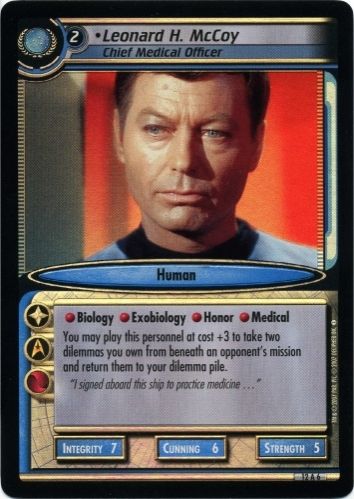 2
•Leonard H. McCoy
Chief Medical Officer
Human
• Biology • Exobiology • Honor • Medical
You may play this personnel at cost +3 to take two
dilemmas you own from beneath an opponent's mission
and return them to your dilemma pile.
"I signed aboard this ship to practice medicine ..."
INTEGRITY 7
CUNNING 6
STRENGTH 5
12 A 6